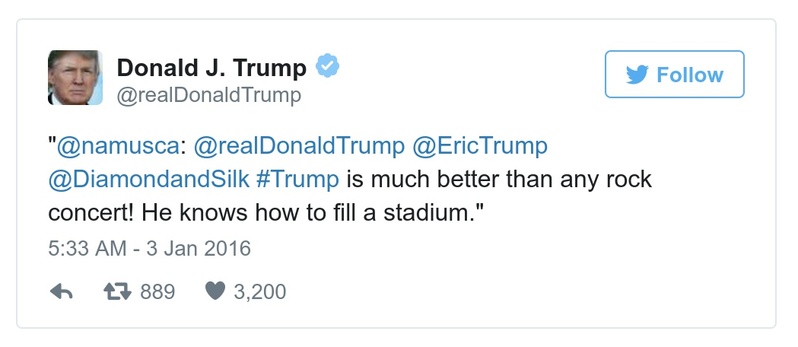 Donald J. Trump
@realDonaldTrump
Follow
"@namusca: @realDonaldTrump @EricTrump
@DiamondandSilk #Trump is much better than any rock
concert! He knows how to fill a stadium."
5:33 AM - 3 Jan 2016
889 3,200